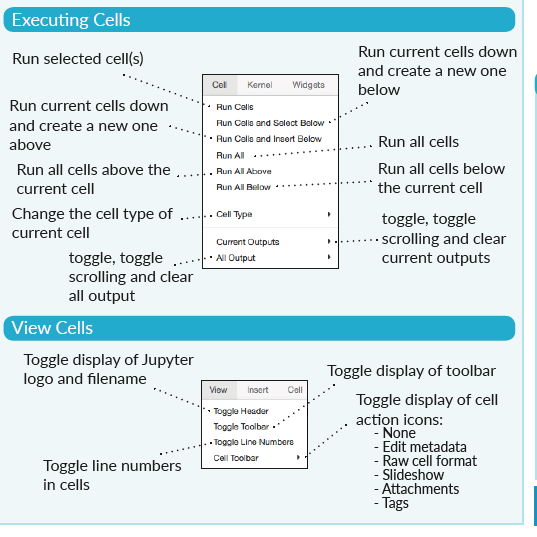 Executing Cells
Run selected cell(s)
Run current cells down
and create a new one
above
Run all cells above the
current cell
Change the cell type of
current cell
toggle, toggle
scrolling and clear
all output
Cell Kernel Widgets
Run Cells
Run Cells and Select Below
Run Cells and Insert Below
Run All
Run All Above
Run All Below
Cell Type
Current Outputs
All Output
Run current cells down
and create a new one
below
Run all cells
Run all cells below
the current cell
toggle, toggle
scrolling and clear
current outputs
View Cells
Toggle display of Jupyter
logo and filename
Toggle line numbers
in cells
View Insert Cell
Toggle Header
Toggle Toolbar
Toggle Line Numbers
Cell Toolbar
Toggle display of toolbar
Toggle display of cell
action icons:
- None
- Edit metadata
- Raw cell format
- Slideshow
- Attachments
- Tags